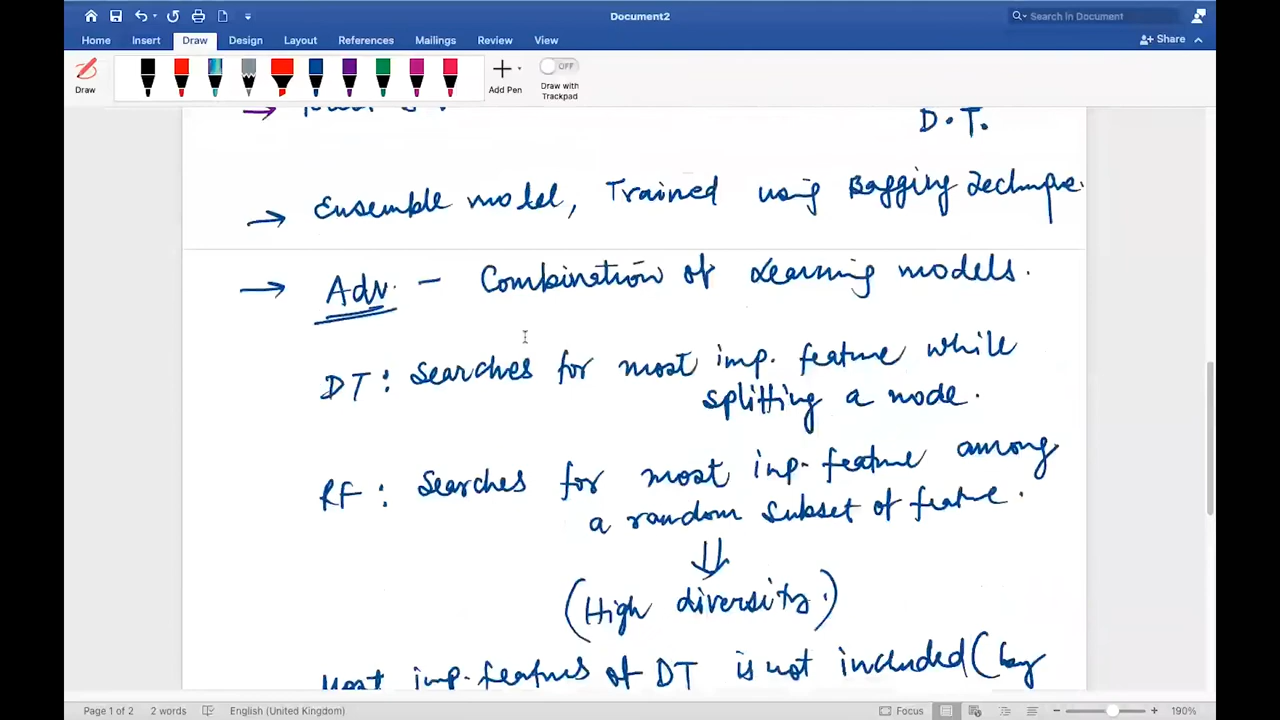 Document2
Search in Document
Home Insert Draw Design Layout References Mailings Review View
Share
Draw
Add Pen
OFF
Draw with
Trackpad
D.T.
→ Ensemble model, Trained using Bagging Technique.
→ Adv. - Combination of Learning models.
DT: Searches for most imp. feature while
splitting a node.
RF: Searches for most imp. feature among
a random subset of feature.
(High diversity.)
Most imp. feature of DT is not included (
Page 1 of 2 2 words English (United Kingdom) Focus 190%